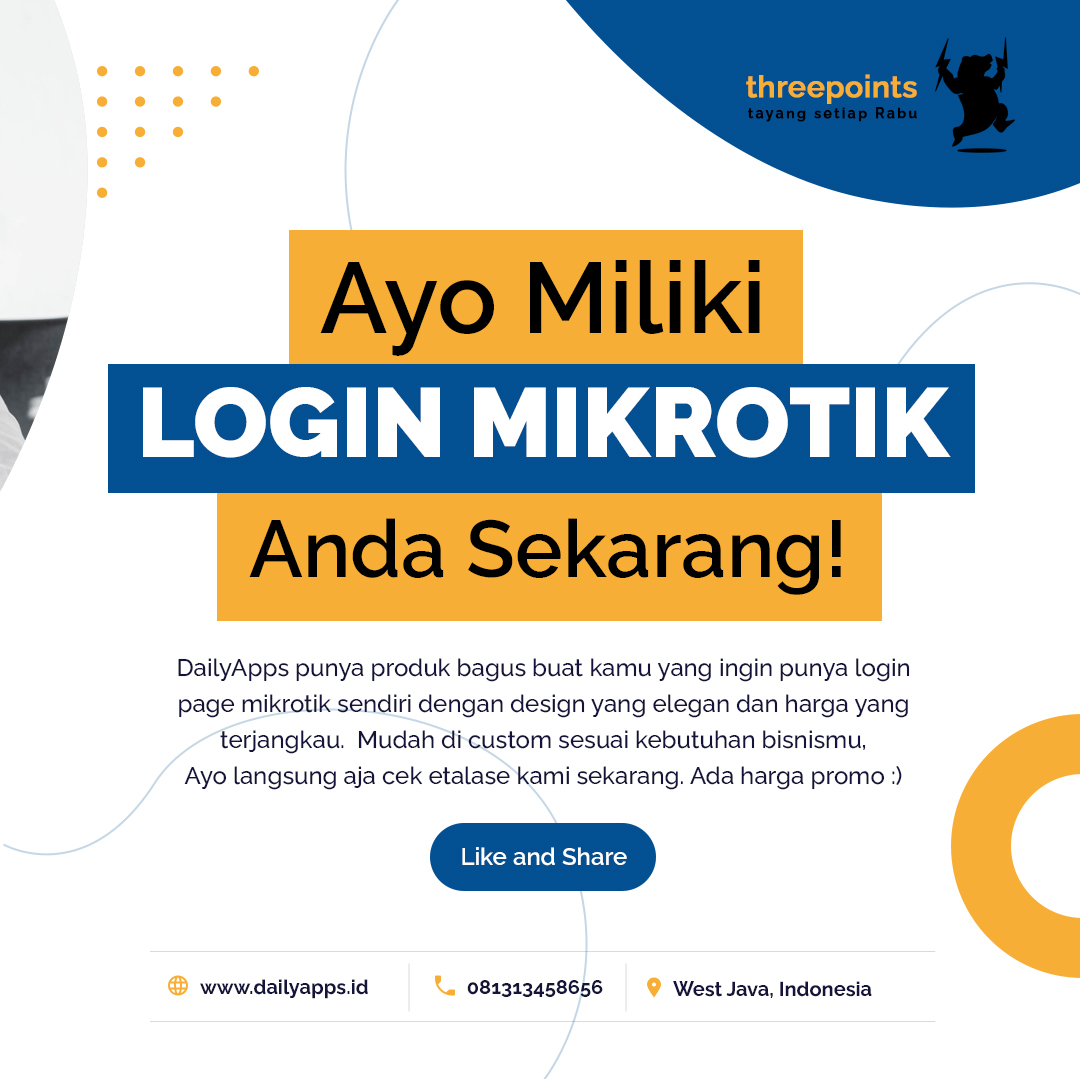 threepoints
tayang setiap Rabu
Ayo Miliki
LOGIN MIKROTIK
Anda Sekarang!
DailyApps punya produk bagus buat kamu yang ingin punya login
page mikrotik sendiri dengan design yang elegan dan harga yang
terjangkau.  Mudah di custom sesuai kebutuhan bisnismu,
Ayo langsung aja cek etalase kami sekarang. Ada harga promo :)
Like and Share
www.dailyapps.id
081313458656
West Java, Indonesia